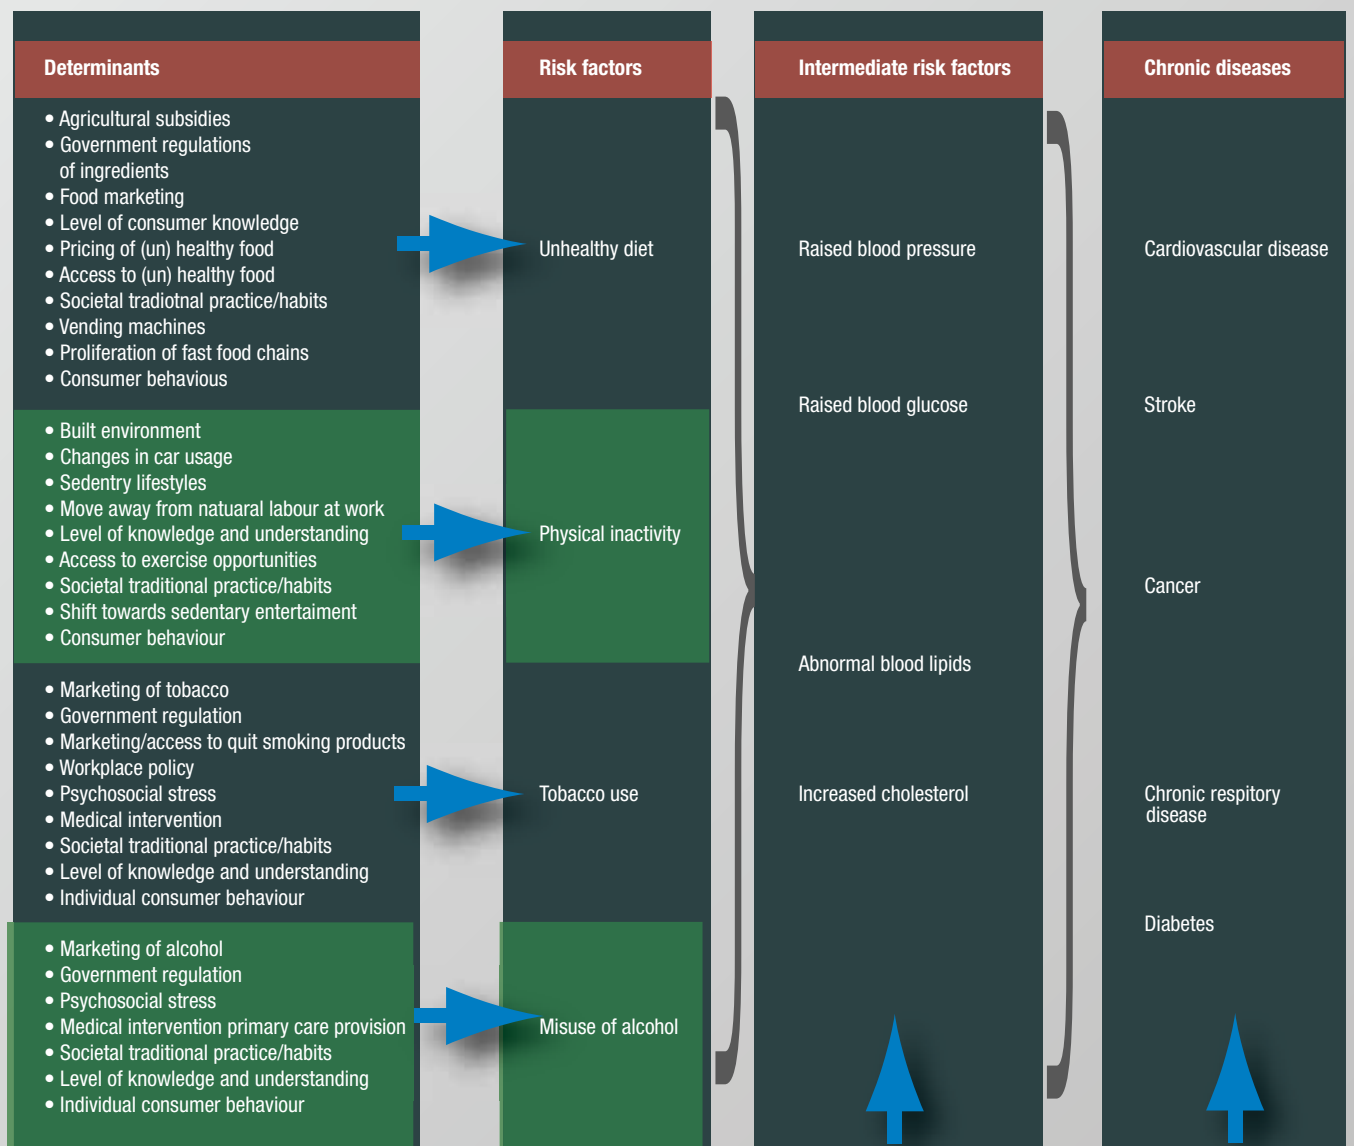 Determinants
• Agricultural subsidies
• Government regulations
of ingredients
• Food marketing
• Level of consumer knowledge
• Pricing of (un) healthy food
• Access to (un) healthy food
• Societal tradiotnal practice/habits
• Vending machines
• Proliferation of fast food chains
• Consumer behavious
• Built environment
• Changes in car usage
• Sedentry lifestyles
• Move away from natuaral labour at work
• Level of knowledge and understanding
• Access to exercise opportunities
• Societal traditional practice/habits
• Shift towards sedentary entertaiment
• Consumer behaviour
• Marketing of tobacco
• Government regulation
• Marketing/access to quit smoking products
• Workplace policy
• Psychosocial stress
• Medical intervention
• Societal traditional practice/habits
• Level of knowledge and understanding
• Individual consumer behaviour
• Marketing of alcohol
• Government regulation
• Psychosocial stress
• Medical intervention primary care provision
• Societal traditional practice/habits
• Level of knowledge and understanding
• Individual consumer behaviour
Risk factors
Unhealthy diet
Physical inactivity
Tobacco use
Misuse of alcohol
Intermediate risk factors
Raised blood pressure
Raised blood glucose
Abnormal blood lipids
Increased cholesterol
Chronic diseases
Cardiovascular disease
Stroke
Cancer
Chronic respitory
disease
Diabetes